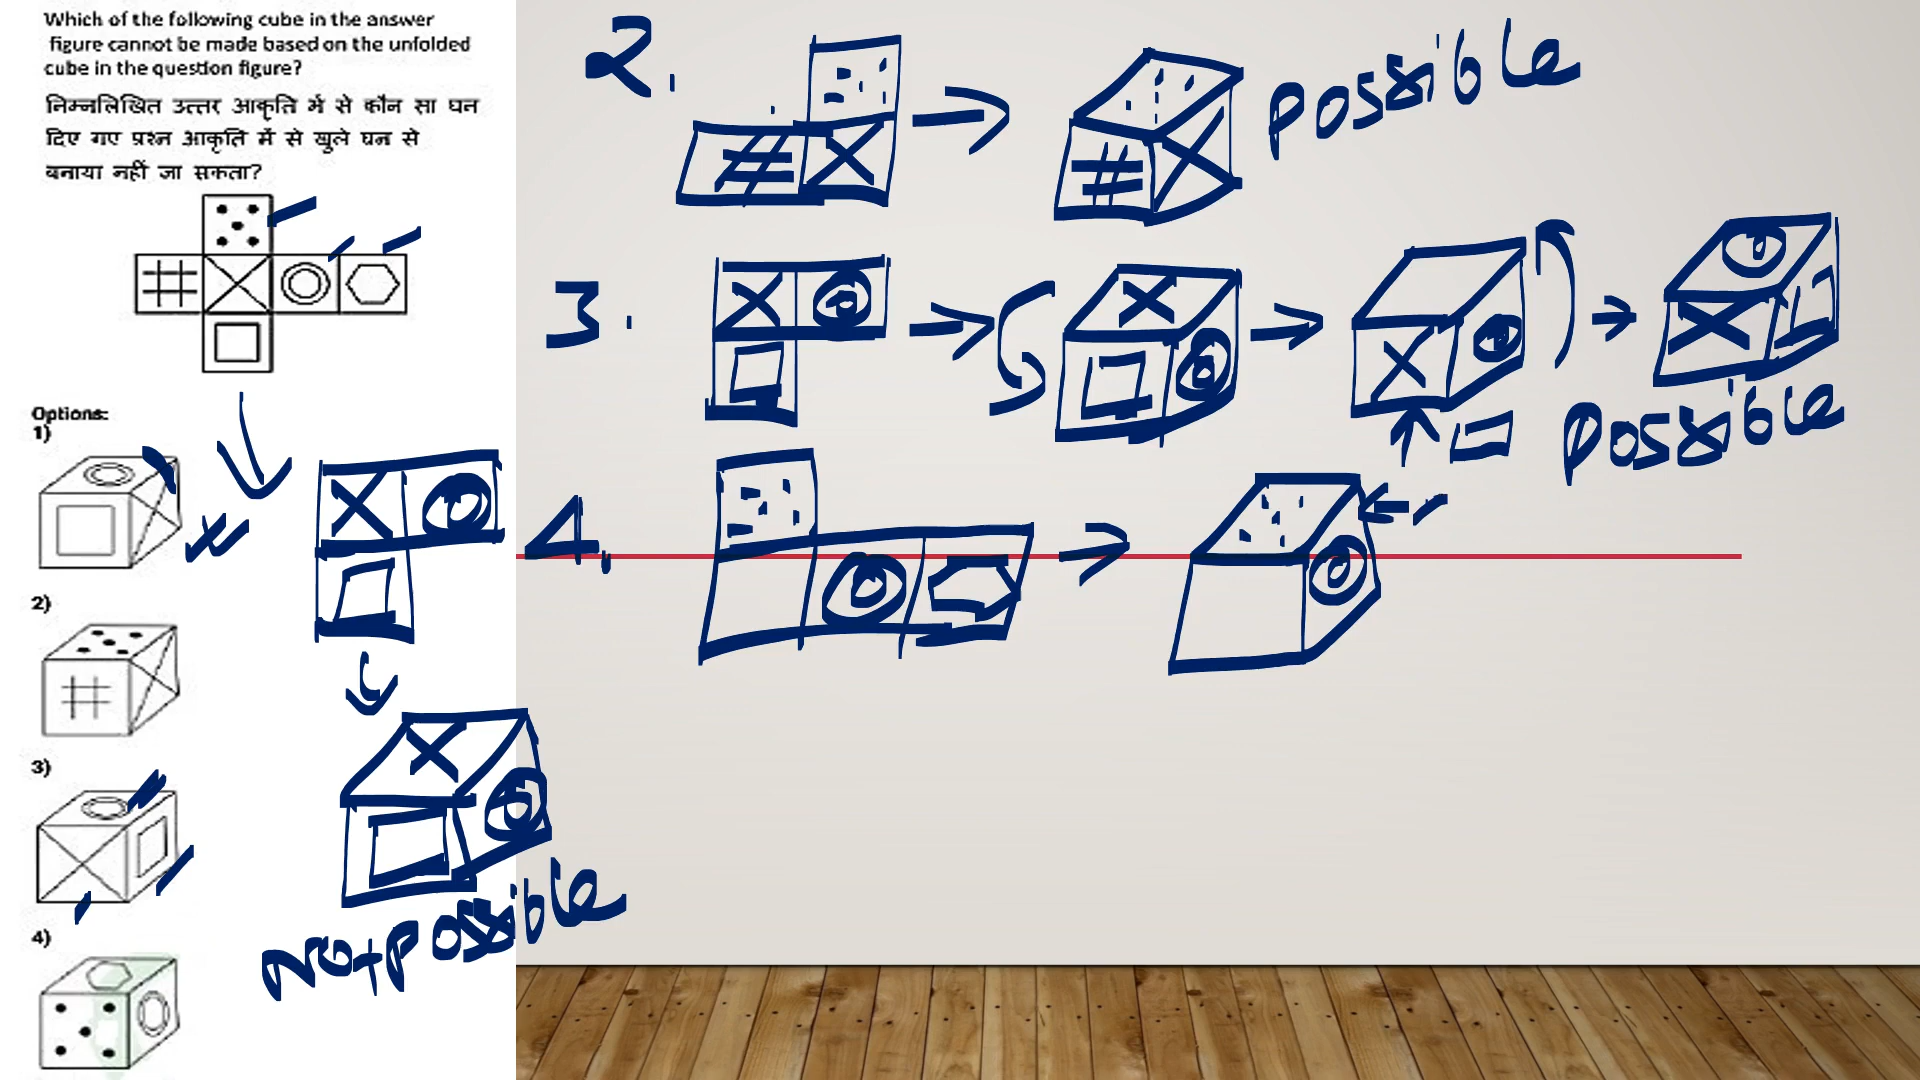 Which of the following cube in the answer
figure cannot be made based on the unfolded
cube in the question figure?
निम्नलिखित उत्तर आकृति में से कौन सा घन
दिए गए प्रश्न आकृति में से खुले घन से
बनाया नहीं जा सकता?
Options:
1)
2)
3)
4)
Not possible
2.
possible
3.
possible
4.